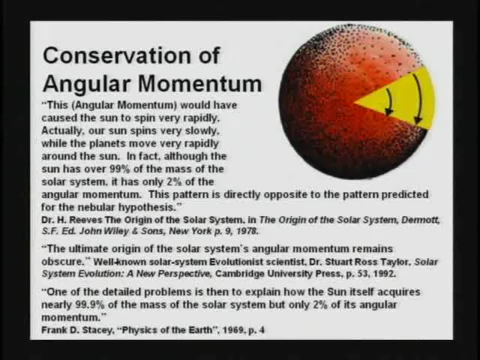 Conservation of
Angular Momentum
“This (Angular Momentum) would have
caused the sun to spin very rapidly.
Actually, our sun spins very slowly,
while the planets move very rapidly
around the sun.  In fact, although the
sun has over 99% of the mass of the
solar system, it has only 2% of the
angular momentum.  This pattern is directly opposite to the pattern predicted
for the nebular hypothesis.”
Dr. H. Reeves The Origin of the Solar System, in The Origin of the Solar System, Dermott,
S.F. Ed. John Wiley & Sons, New York p. 9, 1978.
“The ultimate origin of the solar system’s angular momentum remains
obscure.” Well-known solar-system Evolutionist scientist, Dr. Stuart Ross Taylor, Solar
System Evolution: A New Perspective, Cambridge University Press, p. 53, 1992.
“One of the detailed problems is then to explain how the Sun itself acquires
nearly 99.9% of the mass of the solar system but only 2% of its angular
momentum.”
Frank D. Stacey, “Physics of the Earth”, 1969, p. 4